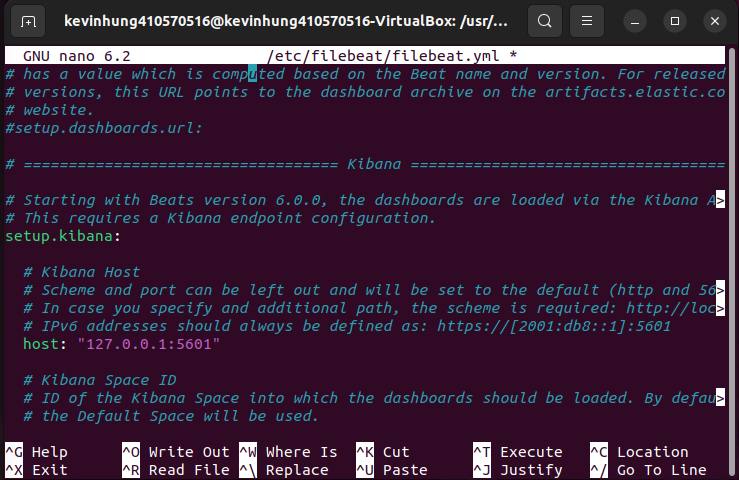 kevinhung410570516@kevinhung410570516-VirtualBox: /usr/...
GNU nano 6.2 /etc/filebeat/filebeat.yml *
# has a value which is computed based on the Beat name and version. For released
# versions, this URL points to the dashboard archive on the artifacts.elastic.co
# website.
#setup.dashboards.url:
# =================================== Kibana ===================================
# Starting with Beats version 6.0.0, the dashboards are loaded via the Kibana A>
# This requires a Kibana endpoint configuration.
setup.kibana:
# Kibana Host
# Scheme and port can be left out and will be set to the default (http and 56>
# In case you specify and additional path, the scheme is required: http://loc>
# IPv6 addresses should always be defined as: https://[2001:db8::1]:5601
host: "127.0.0.1:5601"
# Kibana Space ID
# ID of the Kibana Space into which the dashboards should be loaded. By defau>
# the Default Space will be used.
^G Help ^O Write Out ^W Where Is ^K Cut ^T Execute ^C Location
^X Exit ^R Read File ^\ Replace ^U Paste ^J Justify ^/ Go To Line